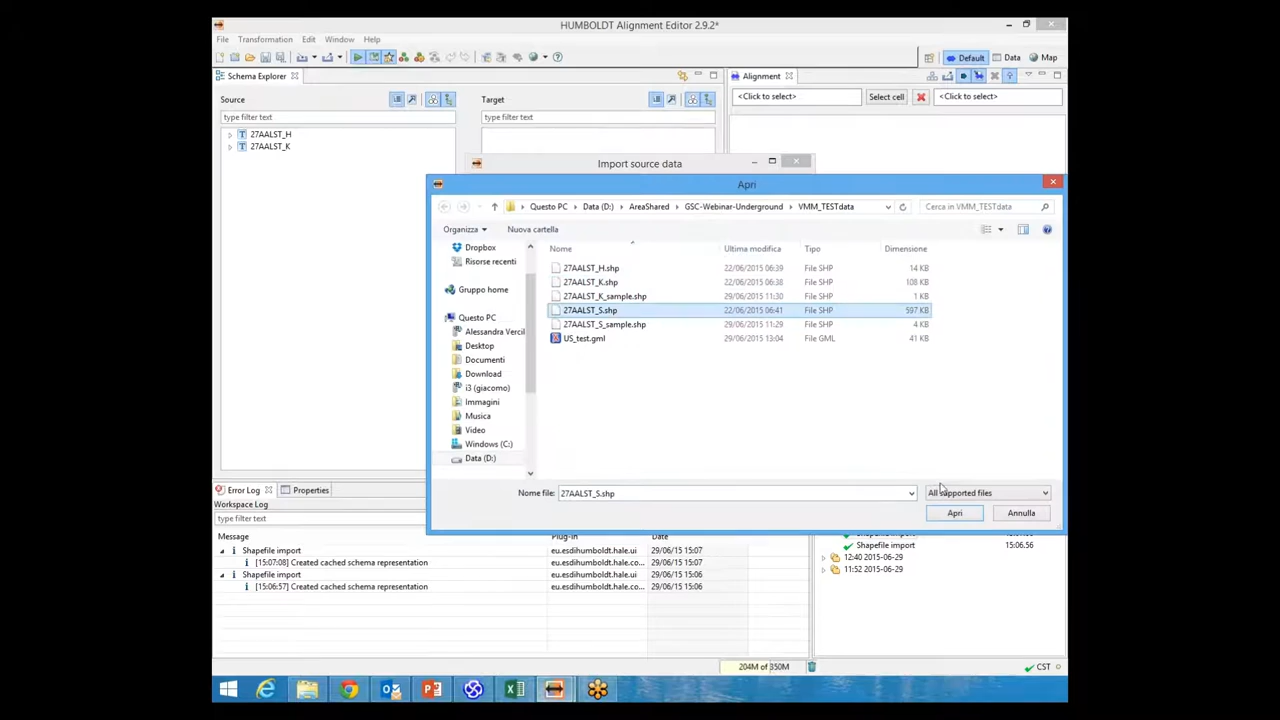 HUMBOLDT Alignment Editor 2.9.2*
File Transformation Edit Window Help
Default Data Map
Schema Explorer
Alignment
Source
Target
<Click to select> Select cell <Click to select>
type filter text
type filter text
27AALST_H
27AALST_K
Import source data
Apri
Questo PC Data (D:) AreaShared GSC-Webinar-Underground VMM_TESTdata
Cerca in VMM_TESTdata
Organizza Nuova cartella
Nome Ultima modifica Tipo Dimensione
Dropbox
Risorse recenti
Gruppo home
Questo PC
Alessandra Vercil
Desktop
Documenti
Download
i3 (giacomo)
Immagini
Musica
Video
Windows (C:)
Data (D:)
27AALST_H.shp 22/06/2015 06:39 File SHP 14 KB
27AALST_K.shp 22/06/2015 06:38 File SHP 108 KB
27AALST_K_sample.shp 29/06/2015 11:30 File SHP 1 KB
27AALST_S.shp 22/06/2015 06:41 File SHP 597 KB
27AALST_S_sample.shp 29/06/2015 11:29 File SHP 4 KB
US_test.gml 29/06/2015 13:04 File GML 41 KB
Nome file: 27AALST_S.shp All supported files
Apri Annulla
Error Log Properties
Workspace Log
type filter text
Message Plug-in Date
Shapefile import eu.esdihumboldt.hale.ui 29/06/15 15:07
[15:07:08] Created cached schema representation eu.esdihumboldt.hale.co... 29/06/15 15:07
Shapefile import eu.esdihumboldt.hale.ui 29/06/15 15:06
[15:06:57] Created cached schema representation eu.esdihumboldt.hale.co... 29/06/15 15:06
Shapefile import 15:06.56
12:40 2015-06-29
11:52 2015-06-29
204M of 350M
CST